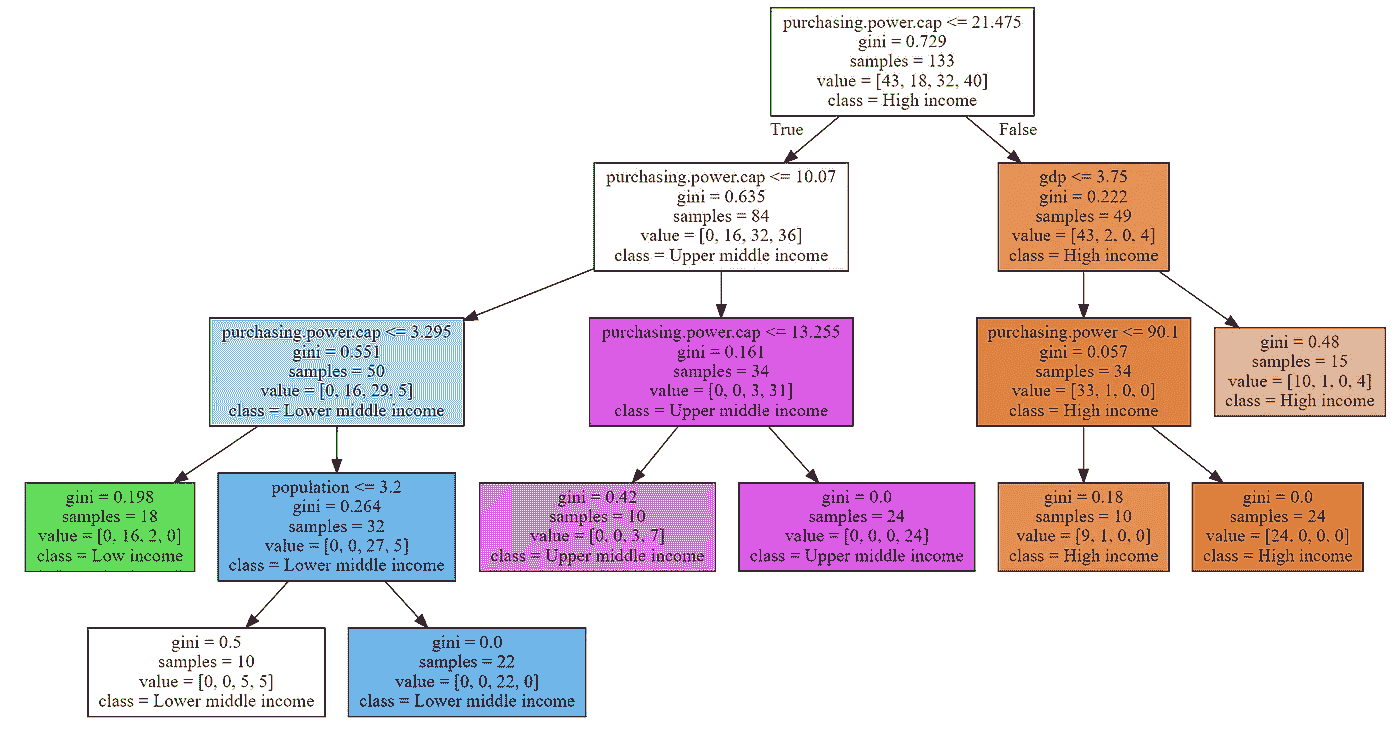 purchasing.power.cap <= 21.475
gini = 0.729
samples = 133
value = [43, 18, 32, 40]
class = High income
True
False
purchasing.power.cap <= 10.07
gini = 0.635
samples = 84
value = [0, 16, 32, 36]
class = Upper middle income
gdp <= 3.75
gini = 0.222
samples = 49
value = [43, 2, 0, 4]
class = High income
purchasing.power.cap <= 3.295
gini = 0.551
samples = 50
value = [0, 16, 29, 5]
class = Lower middle income
purchasing.power.cap <= 13.255
gini = 0.161
samples = 34
value = [0, 0, 3, 31]
class = Upper middle income
purchasing.power <= 90.1
gini = 0.057
samples = 34
value = [33, 1, 0, 0]
class = High income
gini = 0.48
samples = 15
value = [10, 1, 0, 4]
class = High income
gini = 0.198
samples = 18
value = [0, 16, 2, 0]
class = Low income
population <= 3.2
gini = 0.264
samples = 32
value = [0, 0, 27, 5]
class = Lower middle income
gini = 0.42
samples = 10
value = [0, 0, 3, 7]
class = Upper middle income
gini = 0.0
samples = 24
value = [0, 0, 0, 24]
class = Upper middle income
gini = 0.18
samples = 10
value = [9, 1, 0, 0]
class = High income
gini = 0.0
samples = 24
value = [24, 0, 0, 0]
class = High income
gini = 0.5
samples = 10
value = [0, 0, 5, 5]
class = Lower middle income
gini = 0.0
samples = 22
value = [0, 0, 22, 0]
class = Lower middle income